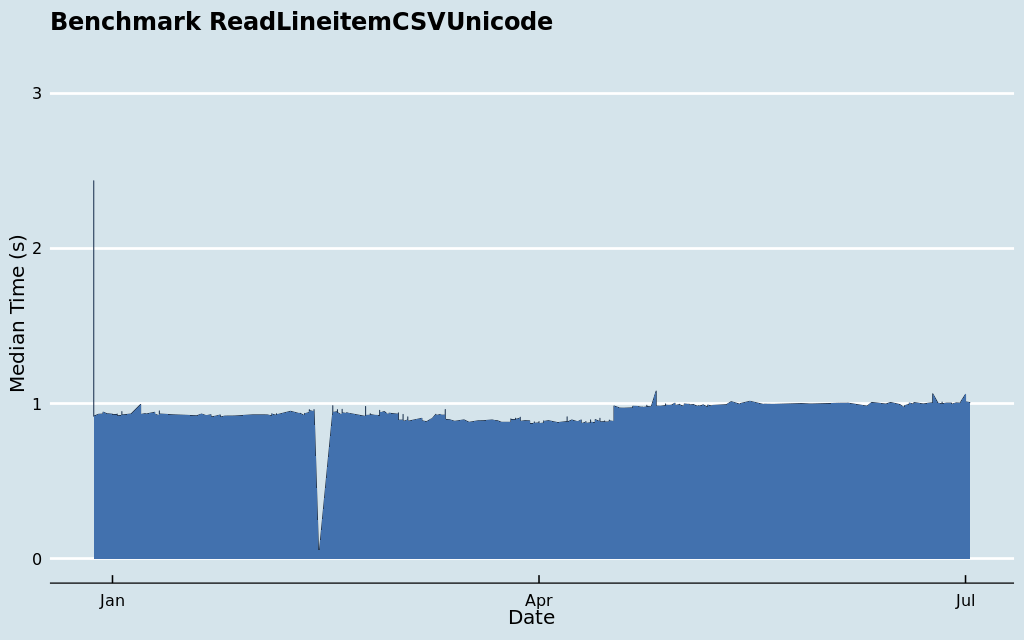 Benchmark ReadLineitemCSVUnicode
3
2
1
0
Median Time (s)
Jan
Apr
Jul
Date